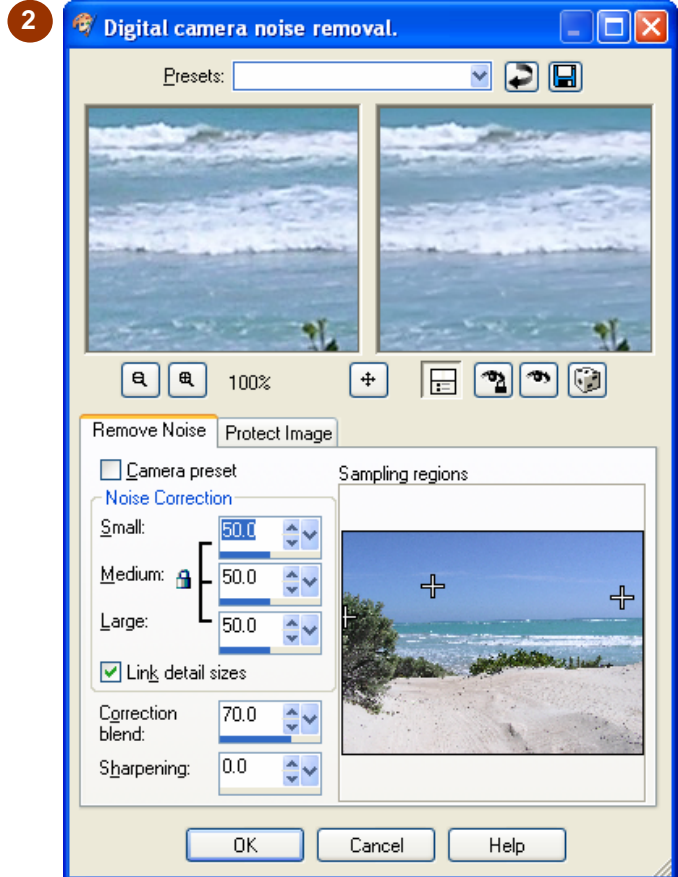 2
Digital camera noise removal.
Presets:
100%
Remove Noise
Protect Image
Camera preset
Sampling regions
Noise Correction
Small: 50.0
Medium: 50.0
Large: 50.0
Link detail sizes
Correction blend: 70.0
Sharpening: 0.0
OK
Cancel
Help